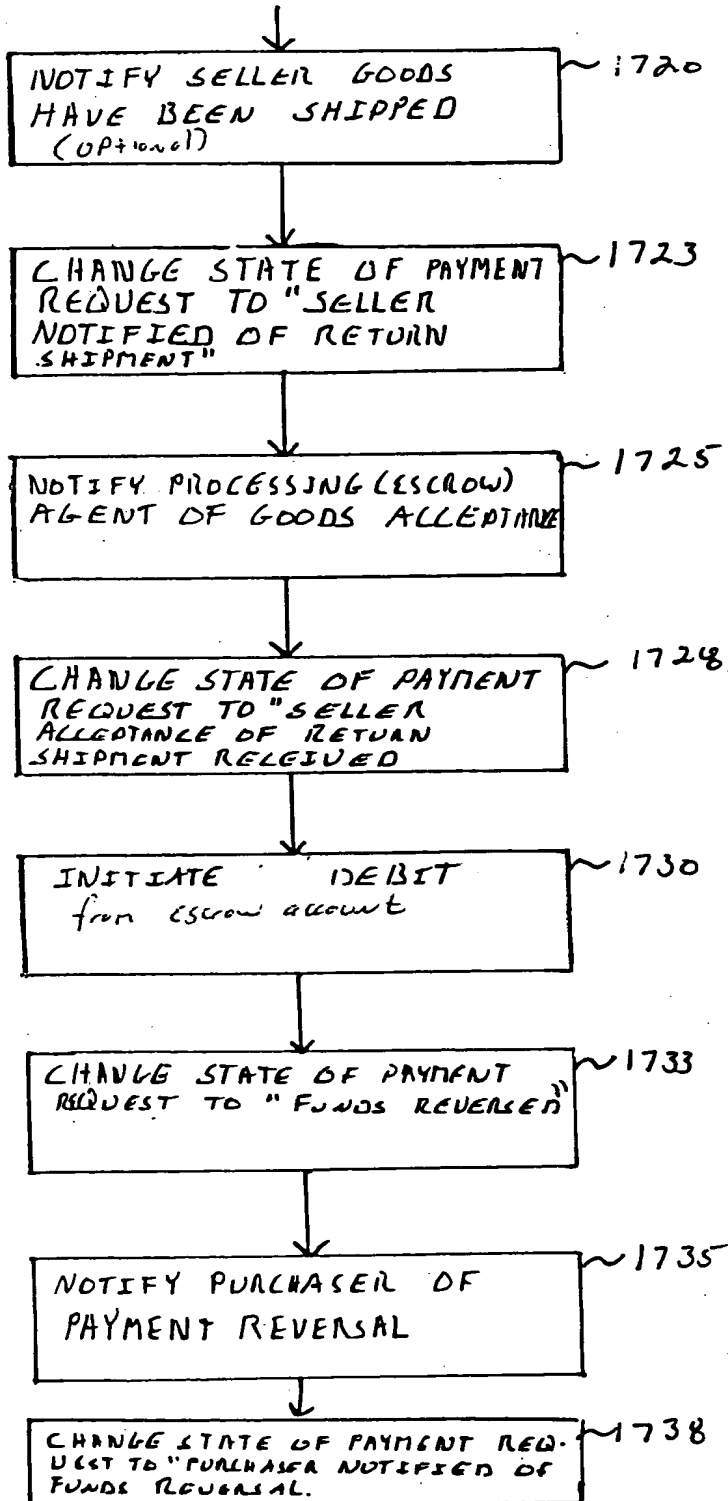 NOTIFY SELLER GOODS
HAVE BEEN SHIPPED
(OPtional)
1720
CHANGE STATE OF PAYMENT
REQUEST TO "SELLER
NOTIFIED OF RETURN
SHIPMENT"
1723
NOTIFY PROCESSING (ESCROW)
AGENT OF GOODS ACCEPTANCE
1725
CHANGE STATE OF PAYMENT
REQUEST TO "SELLER
ACCEPTANCE OF RETURN
SHIPMENT RECEIVED
1728
INITIATE DEBIT
from escrow account
1730
CHANGE STATE OF PAYMENT
REQUEST TO "FUNDS REVERSED"
1733
NOTIFY PURCHASER OF
PAYMENT REVERSAL
1735
CHANGE STATE OF PAYMENT REQ-
UEST TO "PURCHASER NOTIFIED OF
FUNDS REVERSAL.
1738